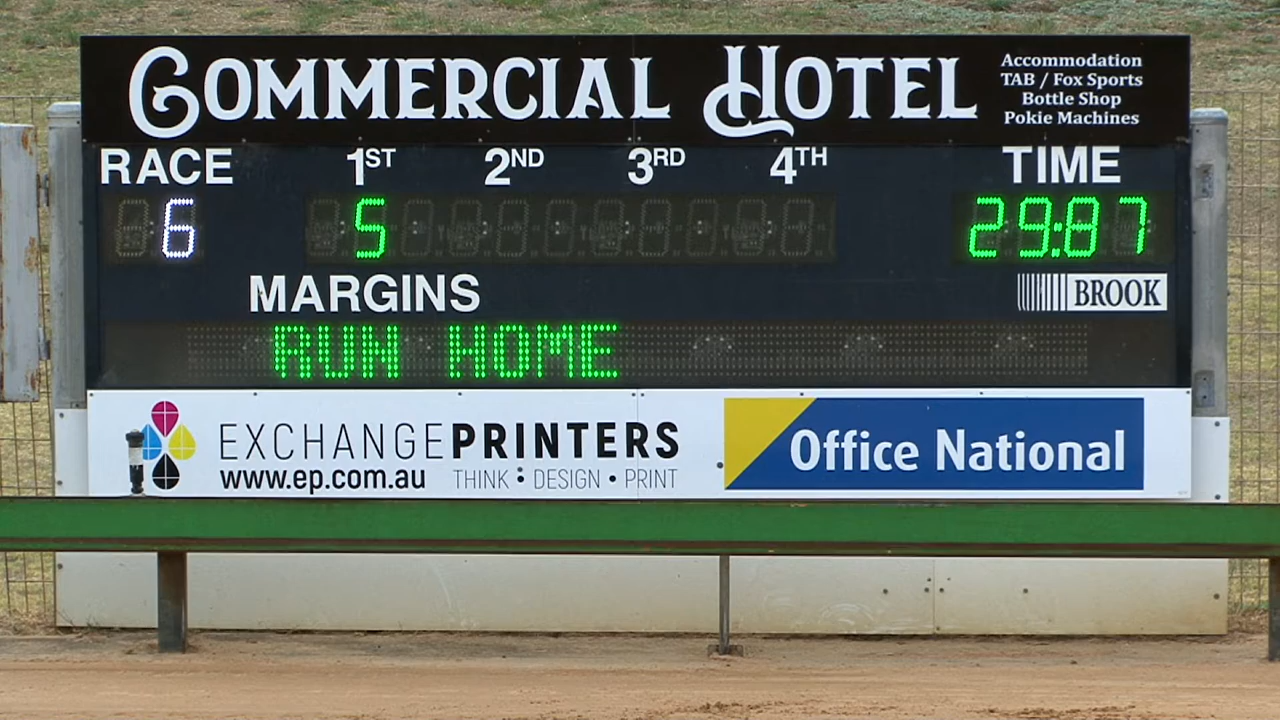 COMMERCIAL HOTEL
Accommodation
TAB / Fox Sports
Bottle Shop
Pokie Machines
RACE 1ST 2ND 3RD 4TH TIME
6 5 29:87
MARGINS
BROOK
RUN HOME
EXCHANGEPRINTERS
www.ep.com.au THINK : DESIGN • PRINT
Office National